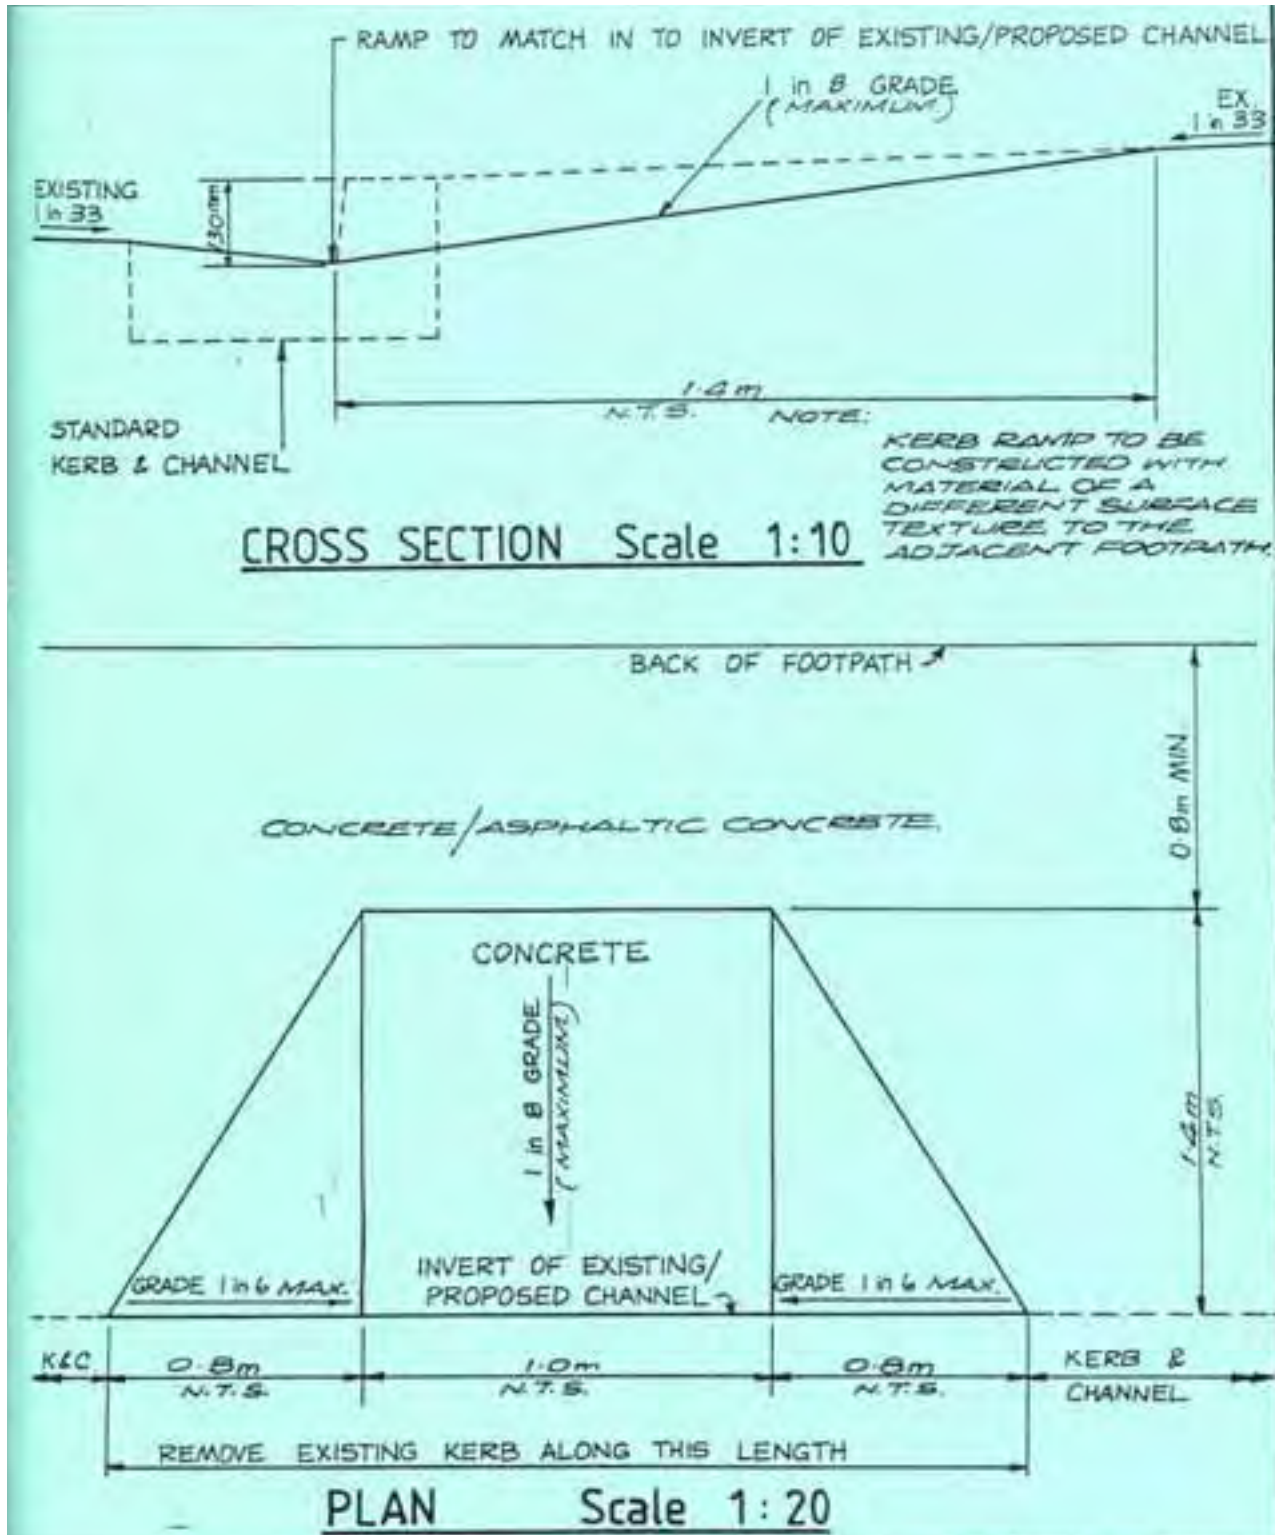 RAMP TO MATCH IN TO INVERT OF EXISTING/PROPOSED CHANNEL
1 in 8 GRADE
(MAXIMUM)
EX.
1 in 33
EXISTING
1 in 33
130mm
1·4m
N.T.S.
NOTE:
STANDARD
KERB & CHANNEL
KERB RAMP TO BE
CONSTRUCTED WITH
MATERIAL OF A
DIFFERENT SURFACE
TEXTURE TO THE
ADJACENT FOOTPATH.
CROSS SECTION Scale 1:10
BACK OF FOOTPATH
0·8m MIN.
CONCRETE/ASPHALTIC CONCRETE.
CONCRETE
1 in 8 GRADE
(MAXIMUM)
1·4m
N.T.S.
INVERT OF EXISTING/
PROPOSED CHANNEL
GRADE 1 in 6 MAX.
GRADE 1 in 6 MAX.
K&C
0·8m
N.T.S.
1·0m
N.T.S.
0·8m
N.T.S.
KERB &
CHANNEL
REMOVE EXISTING KERB ALONG THIS LENGTH
PLAN Scale 1:20